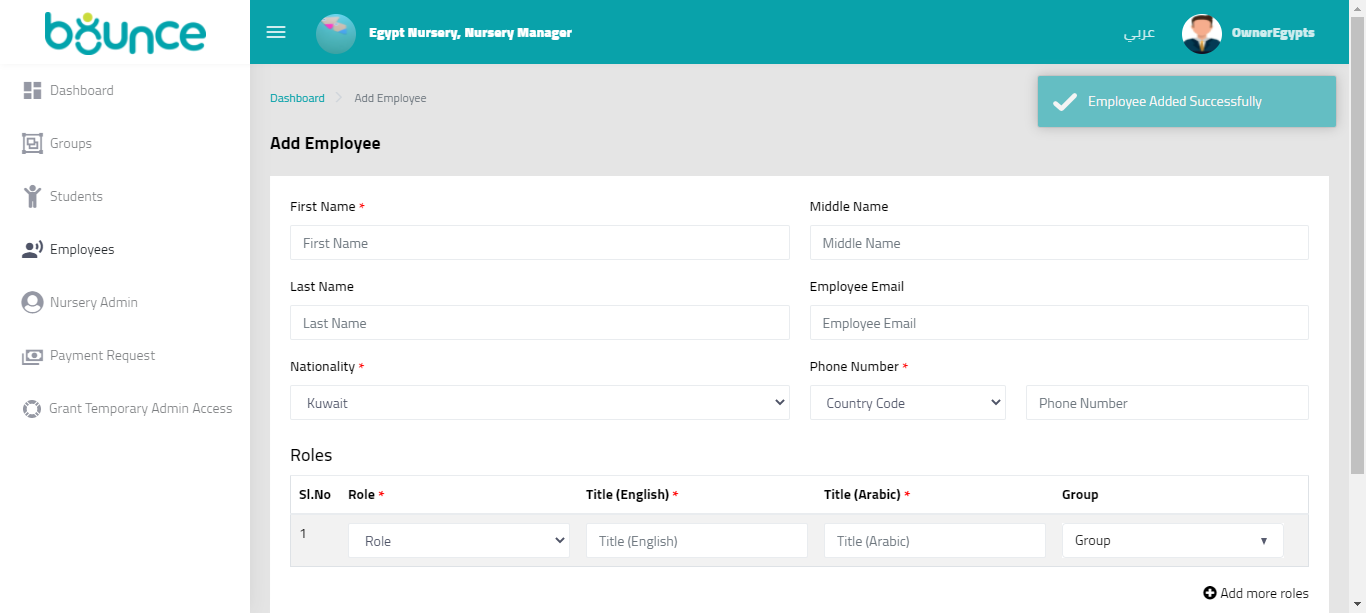 bounce
Egypt Nursery, Nursery Manager
عربي
OwnerEgypts
Dashboard
Groups
Students
Employees
Nursery Admin
Payment Request
Grant Temporary Admin Access
Dashboard > Add Employee
Employee Added Successfully
Add Employee
First Name * Middle Name
First Name Middle Name
Last Name Employee Email
Last Name Employee Email
Nationality * Phone Number *
Kuwait Country Code Phone Number
Roles
Sl.No Role * Title (English) * Title (Arabic) * Group
1 Role Title (English) Title (Arabic) Group
Add more roles